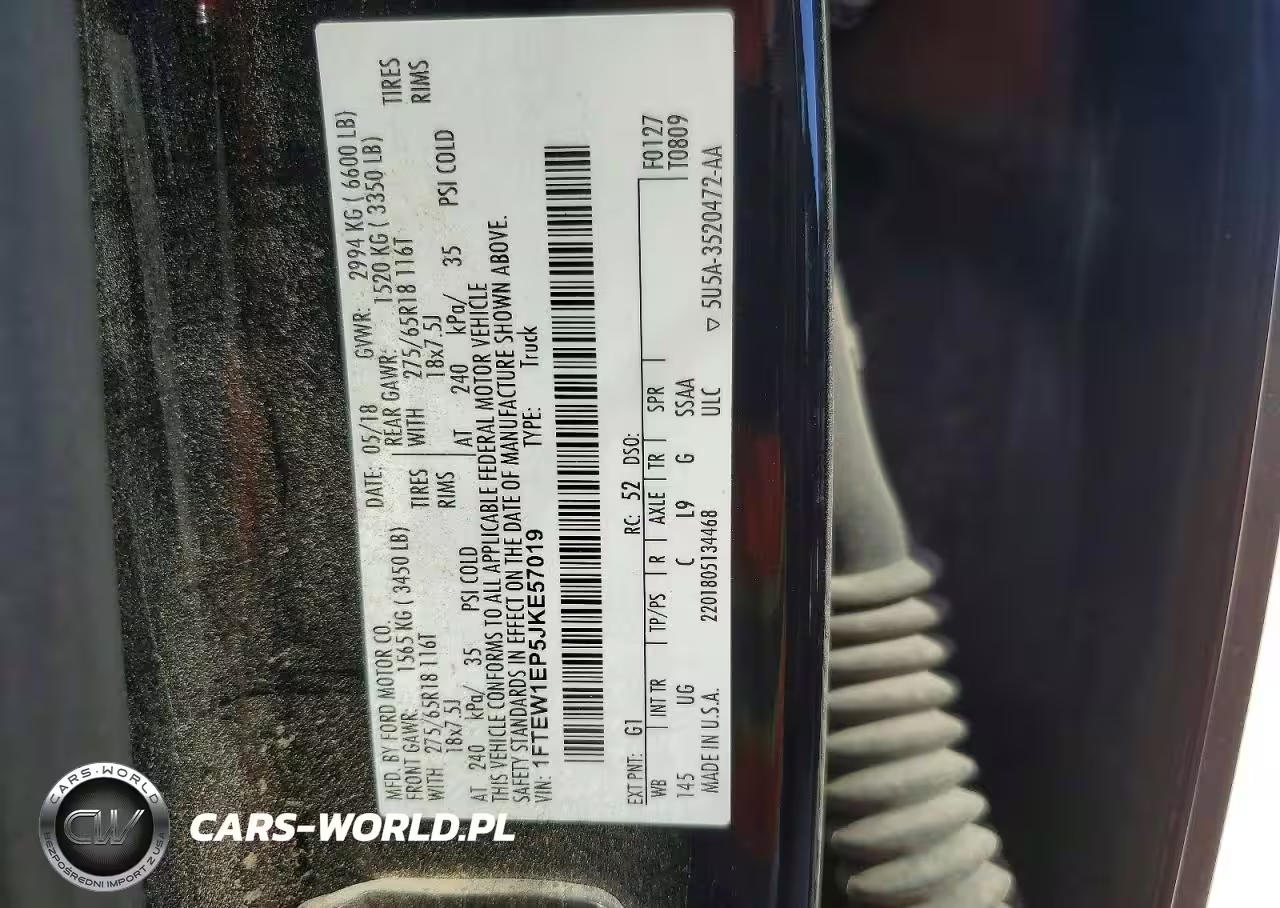 MFD. BY FORD MOTOR CO.
DATE: 05/18 GVWR: 2994 KG ( 6600 LB)
FRONT GAWR: 1565 KG ( 3450 LB)
REAR GAWR: 1520 KG ( 3350 LB)
WITH 275/65R18 116T TIRES
WITH 275/65R18 116T TIRES
18x7.5J RIMS
18x7.5J RIMS
AT 240 kPa/ 35 PSI COLD
AT 240 kPa/ 35 PSI COLD
THIS VEHICLE CONFORMS TO ALL APPLICABLE FEDERAL MOTOR VEHICLE
SAFETY STANDARDS IN EFFECT ON THE DATE OF MANUFACTURE SHOWN ABOVE.
VIN: 1FTEW1EP5JKE57019 TYPE: Truck
EXT PNT: G1 RC: 52 DSO: F0127
WB INT TR TP/PS R AXLE TR SPR T0809
145 UG C L9 G SSAA
MADE IN U.S.A. 2201805134468 ULC ▽ 5U5A-3520472-AA
CARS-WORLD
CW
BEZPOŚREDNI IMPORT Z USA
CARS-WORLD.PL